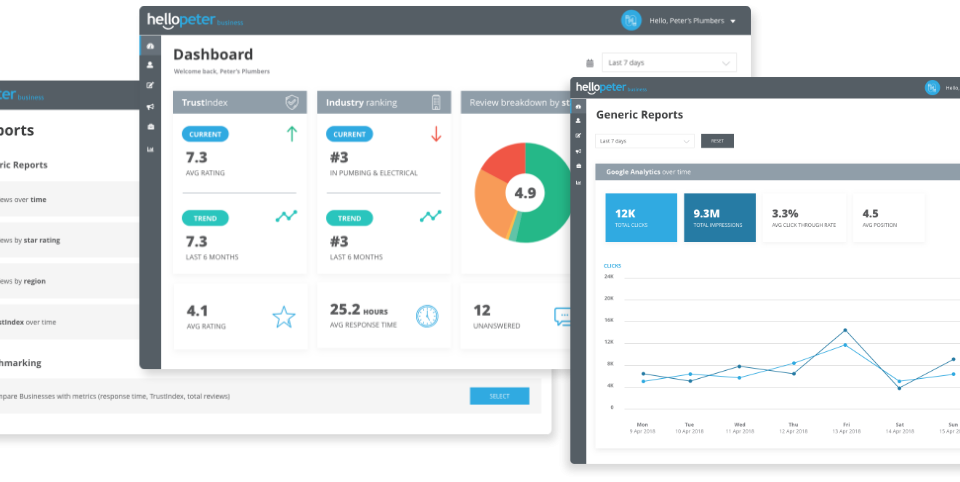 hellopeter business
Hello, Peter's Plumbers
Dashboard
Welcome back, Peter's Plumbers
Last 7 days
TrustIndex
CURRENT
7.3
AVG RATING
TREND
7.3
LAST 6 MONTHS
Industry ranking
CURRENT
#3
IN PUMBING & ELECTRICAL
TREND
#3
LAST 6 MONTHS
Review breakdown by st
4.9
4.1
AVG RATING
25.2 HOURS
AVG RESPONSE TIME
12
UNANSWERED
eter business
ports
ric Reports
ews over time
ews by star rating
ews by region
stIndex over time
hmarking
mpare Businesses with metrics (response time, TrustIndex, total reviews)
SELECT
hellopeter business
Hello,
Generic Reports
Last 7 days
RESET
Google Analytics over time
12K
TOTAL CLICKS
9.3M
TOTAL IMPRESSIONS
3.3%
AVG CLICK THROUGH RATE
4.5
AVG POSITION
CLICKS
24K
20K
16K
12K
8K
4K
0
Mon Tue Wed Thu Fri Sat Sun
9 Apr 2018 10 Apr 2018 11 Apr 2018 12 Apr 2018 13 Apr 2018 14 Apr 2018 15 Apr 20